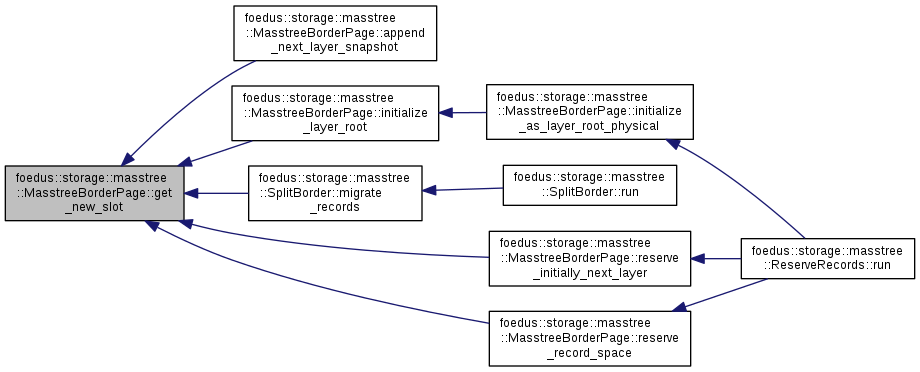 foedus::storage::masstree
::MasstreeBorderPage::append
_next_layer_snapshot
foedus::storage::masstree
::MasstreeBorderPage::initialize
_layer_root
foedus::storage::masstree
::MasstreeBorderPage::initialize
_as_layer_root_physical
foedus::storage::masstree
::MasstreeBorderPage::get
_new_slot
foedus::storage::masstree
::SplitBorder::migrate
_records
foedus::storage::masstree
::SplitBorder::run
foedus::storage::masstree
::MasstreeBorderPage::reserve
_initially_next_layer
foedus::storage::masstree
::ReserveRecords::run
foedus::storage::masstree
::MasstreeBorderPage::reserve
_record_space